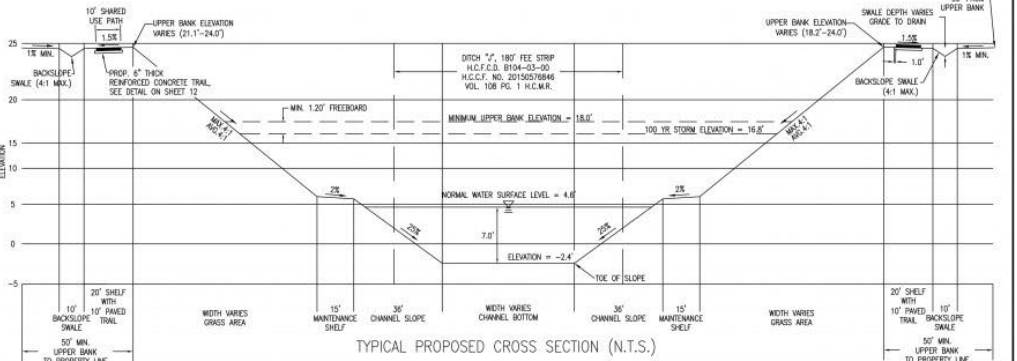 10' SHARED
USE PATH
1.5%
UPPER BANK ELEVATION
VARIES (21.1'-24.0')
UPPER BANK ELEVATION
VARIES (18.2'-24.0')
SWALE DEPTH VARIES
GRADE TO DRAIN
UPPER BANK
1.5%
25
1% MIN.
1% MIN.
1.0'
BACKSLOPE
SWALE (4:1 MAX.)
PROP. 6" THICK
REINFORCED CONCRETE TRAIL,
SEE DETAIL ON SHEET 12
DITCH "J", 180' FEE STRIP
H.C.F.C.D. B104-03-00
H.C.C.F. NO. 20150576846
VOL. 108 PG. 1 H.C.M.R.
BACKSLOPE SWALE
(4:1 MAX.)
20
MIN. 1.20' FREEBOARD
MAX.4:1
AVG.4:1
MINIMUM UPPER BANK ELEVATION = 18.0'
100 YR STORM ELEVATION = 16.8'
MAX.4:1
AVG.4:1
15
ELEVATION
10
2%
NORMAL WATER SURFACE LEVEL = 4.6'
2%
5
25%
7.0'
25%
0
ELEVATION = -2.4'
TOE OF SLOPE
-5
10'
BACKSLOPE
SWALE
20' SHELF
WITH
10' PAVED
TRAIL
WIDTH VARIES
GRASS AREA
15'
MAINTENANCE
SHELF
36'
CHANNEL SLOPE
WIDTH VARIES
CHANNEL BOTTOM
36'
CHANNEL SLOPE
15'
MAINTENANCE
SHELF
WIDTH VARIES
GRASS AREA
20' SHELF
WITH
10' PAVED
TRAIL
10'
BACKSLOPE
SWALE
50' MIN.
UPPER BANK
TO PROPERTY LINE
50' MIN.
UPPER BANK
TO PROPERTY LINE
TYPICAL PROPOSED CROSS SECTION (N.T.S.)